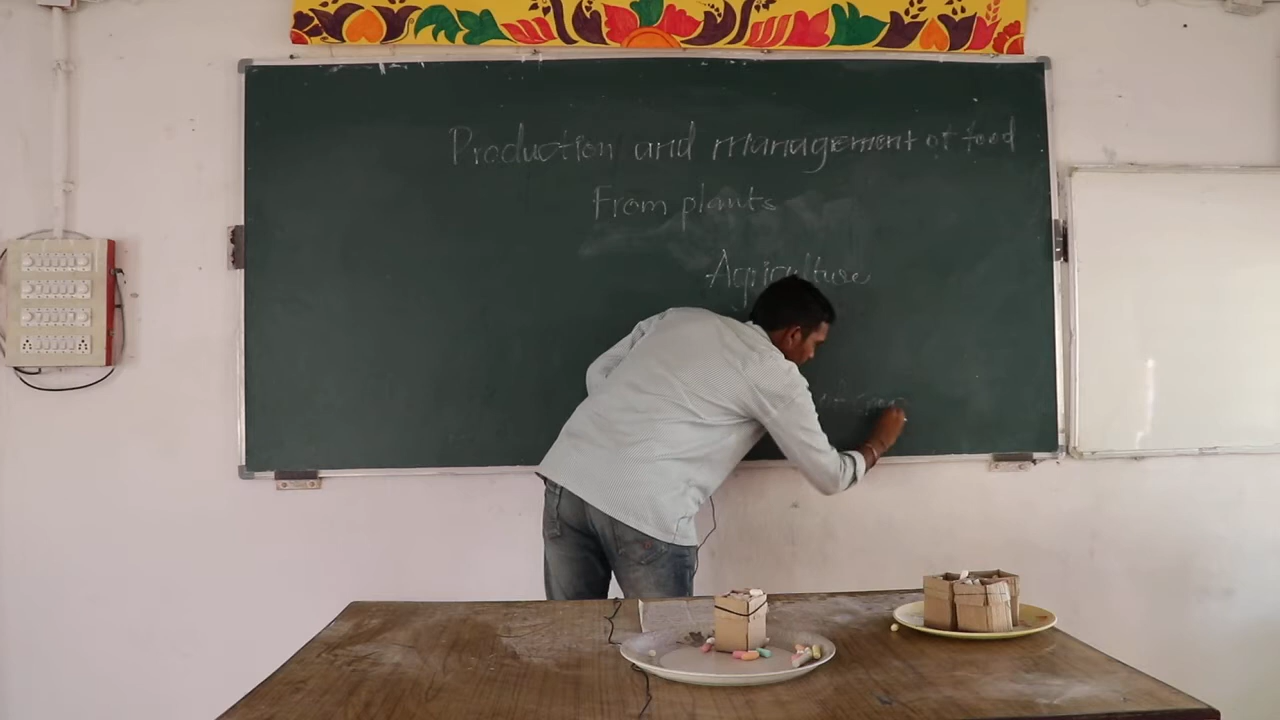 Production and management of food
From plants
Agriculture